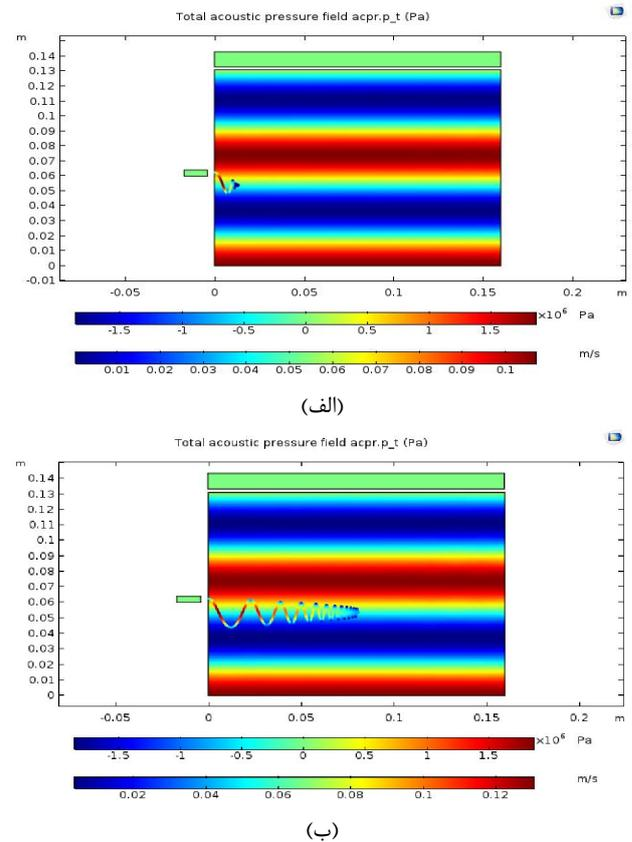 Total acoustic pressure field acpr.p_t (Pa)
m
0.14
0.13
0.12
0.11
0.1
0.09
0.08
0.07
0.06
0.05
0.04
0.03
0.02
0.01
0
-0.01
-0.05 0 0.05 0.1 0.15 0.2 m
×10⁶ Pa
-1.5 -1 -0.5 0 0.5 1 1.5
m/s
0.01 0.02 0.03 0.04 0.05 0.06 0.07 0.08 0.09 0.1
(الف)
Total acoustic pressure field acpr.p_t (Pa)
m
0.14
0.13
0.12
0.11
0.1
0.09
0.08
0.07
0.06
0.05
0.04
0.03
0.02
0.01
0
-0.05 0 0.05 0.1 0.15 0.2 m
×10⁶ Pa
-1.5 -1 -0.5 0 0.5 1 1.5
m/s
0.02 0.04 0.06 0.08 0.1 0.12
(ب)